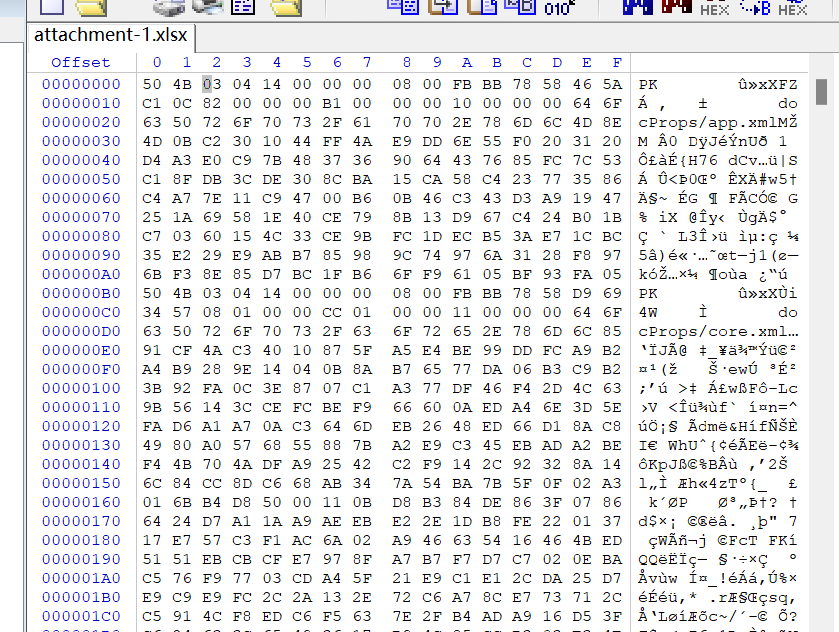 010
HEX
HEX
attachment-1.xlsx
Offset 0 1 2 3 4 5 6 7 8 9 A B C D E F
00000000 50 4B 03 04 14 00 00 00 08 00 FB BB 78 58 46 5A PK û»xXFZ
00000010 C1 0C 82 00 00 00 B1 00 00 00 10 00 00 00 64 6F Á ‚ ± do
00000020 63 50 72 6F 70 73 2F 61 70 70 2E 78 6D 6C 4D 8E cProps/app.xmlMŽ
00000030 4D 0B C2 30 10 44 FF 4A E9 DD 6E 55 F0 20 31 20 M Â0 DÿJéÝnUð 1
00000040 D4 A3 E0 C9 7B 48 37 36 90 64 43 76 85 FC 7C 53 Ô£àÉ{H76 dCv…ü|S
00000050 C1 8F DB 3C DE 30 8C BA 15 CA 58 C4 23 77 35 86 Á Û<Þ0Œº ÊXÄ#w5†
00000060 C4 A7 7E 11 C9 47 00 B6 0B 46 C3 43 D3 A9 19 47 Ä§~ ÉG ¶ FÃCÓ© G
00000070 25 1A 69 58 1E 40 CE 79 8B 13 D9 67 C4 24 B0 1B % iX @Îy‹ ÙgÄ$°
00000080 C7 03 60 15 4C 33 CE 9B FC 1D EC B5 3A E7 1C BC Ç ` L3Î›ü ìµ:ç ¼
00000090 35 E2 29 E9 AB B7 85 98 9C 74 97 6A 31 28 F8 97 5â)é«·…˜œt—j1(ø—
000000A0 6B F3 8E 85 D7 BC 1F B6 6F F9 61 05 BF 93 FA 05 kóŽ…×¼ ¶oùa ¿“ú
000000B0 50 4B 03 04 14 00 00 00 08 00 FB BB 78 58 D9 69 PK û»xXÙi
000000C0 34 57 08 01 00 00 CC 01 00 00 11 00 00 00 64 6F 4W Ì do
000000D0 63 50 72 6F 70 73 2F 63 6F 72 65 2E 78 6D 6C 85 cProps/core.xml…
000000E0 91 CF 4A C3 40 10 87 5F A5 E4 BE 99 DD FC A9 B2 ‘ÏJÃ@ ‡_¥ä¾™Ýü©²
000000F0 A4 B9 28 9E 14 04 0B 8A B7 65 77 DA 06 B3 C9 B2 ¤¹(ž Š·ewÚ ³É²
00000100 3B 92 FA 0C 3E 87 07 C1 A3 77 DF 46 F4 2D 4C 63 ;’ú >‡ Á£wßFô-Lc
00000110 9B 56 14 3C CE FC BE F9 66 60 0A ED A4 6E 3D 5E ›V <Îü¾ùf` í¤n=^
00000120 FA D6 A1 A7 0A C3 64 6D EB 26 48 ED 66 D1 8A C8 úÖ¡§ Ãdmë&HífÑŠÈ
00000130 49 80 A0 57 68 55 88 7B A2 E9 C3 45 EB AD A2 BE I€ WhUˆ{¢éÃEë-¢¾
00000140 F4 4B 70 4A DF A9 25 42 C2 F9 14 2C 92 32 8A 14 ôKpJß©%BÂù ,’2Š
00000150 6C 84 CC 8D C6 68 AB 34 7A 54 BA 7B 5F 0F 02 A3 l„Ì Æh«4zTº{_ £
00000160 01 6B B4 D8 50 00 11 0B D8 B3 84 DE 86 3F 07 86 k´ØP Ø³„Þ†? †
00000170 64 24 D7 A1 1A A9 AE EB E2 2E 1D B8 FE 22 01 37 d$×¡ ©®ëâ. ¸þ" 7
00000180 17 E7 57 C3 F1 AC 6A 02 A9 46 63 54 16 46 4B ED çWÃñ¬j ©FcT FKí
00000190 51 51 EB CB CF E7 97 8F A7 B7 F7 D7 C7 02 0E BA QQëËÏç— §·÷×Ç º
000001A0 C5 76 F9 77 03 CD A4 5F 21 E9 C1 E1 2C DA 25 D7 Åvùw Í¤_!éÁá,Ú%×
000001B0 E9 C9 E9 FC 2C 2A 13 2E 72 C6 A7 8C E7 73 71 2C éÉéü,* .rÆ§Œçsq,
000001C0 C5 91 4C F8 ED C6 F5 63 7E 2F B4 AD A9 16 D5 3F Å‘LøíÆõc~/´-© Õ?